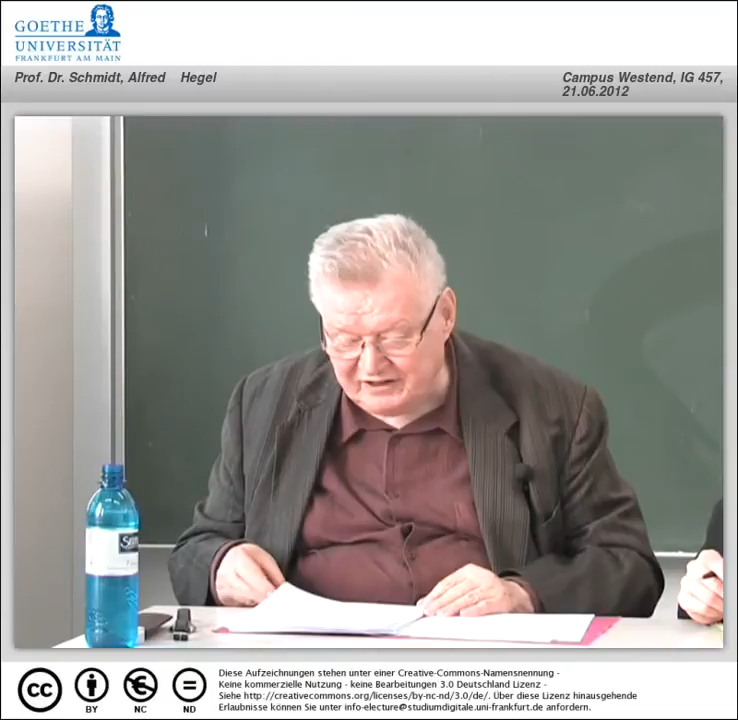 GOETHE
UNIVERSITÄT
FRANKFURT AM MAIN
Prof. Dr. Schmidt, Alfred Hegel
Campus Westend, IG 457,
21.06.2012
cc
BY NC ND
Diese Aufzeichnungen stehen unter einer Creative-Commons-Namensnennung -
Keine kommerzielle Nutzung - keine Bearbeitungen 3.0 Deutschland Lizenz -
Siehe http://creativecommons.org/licenses/by-nc-nd/3.0/de/. Über diese Lizenz hinausgehende
Erlaubnisse können Sie unter info-electure@studiumdigitale.uni-frankfurt.de anfordern.